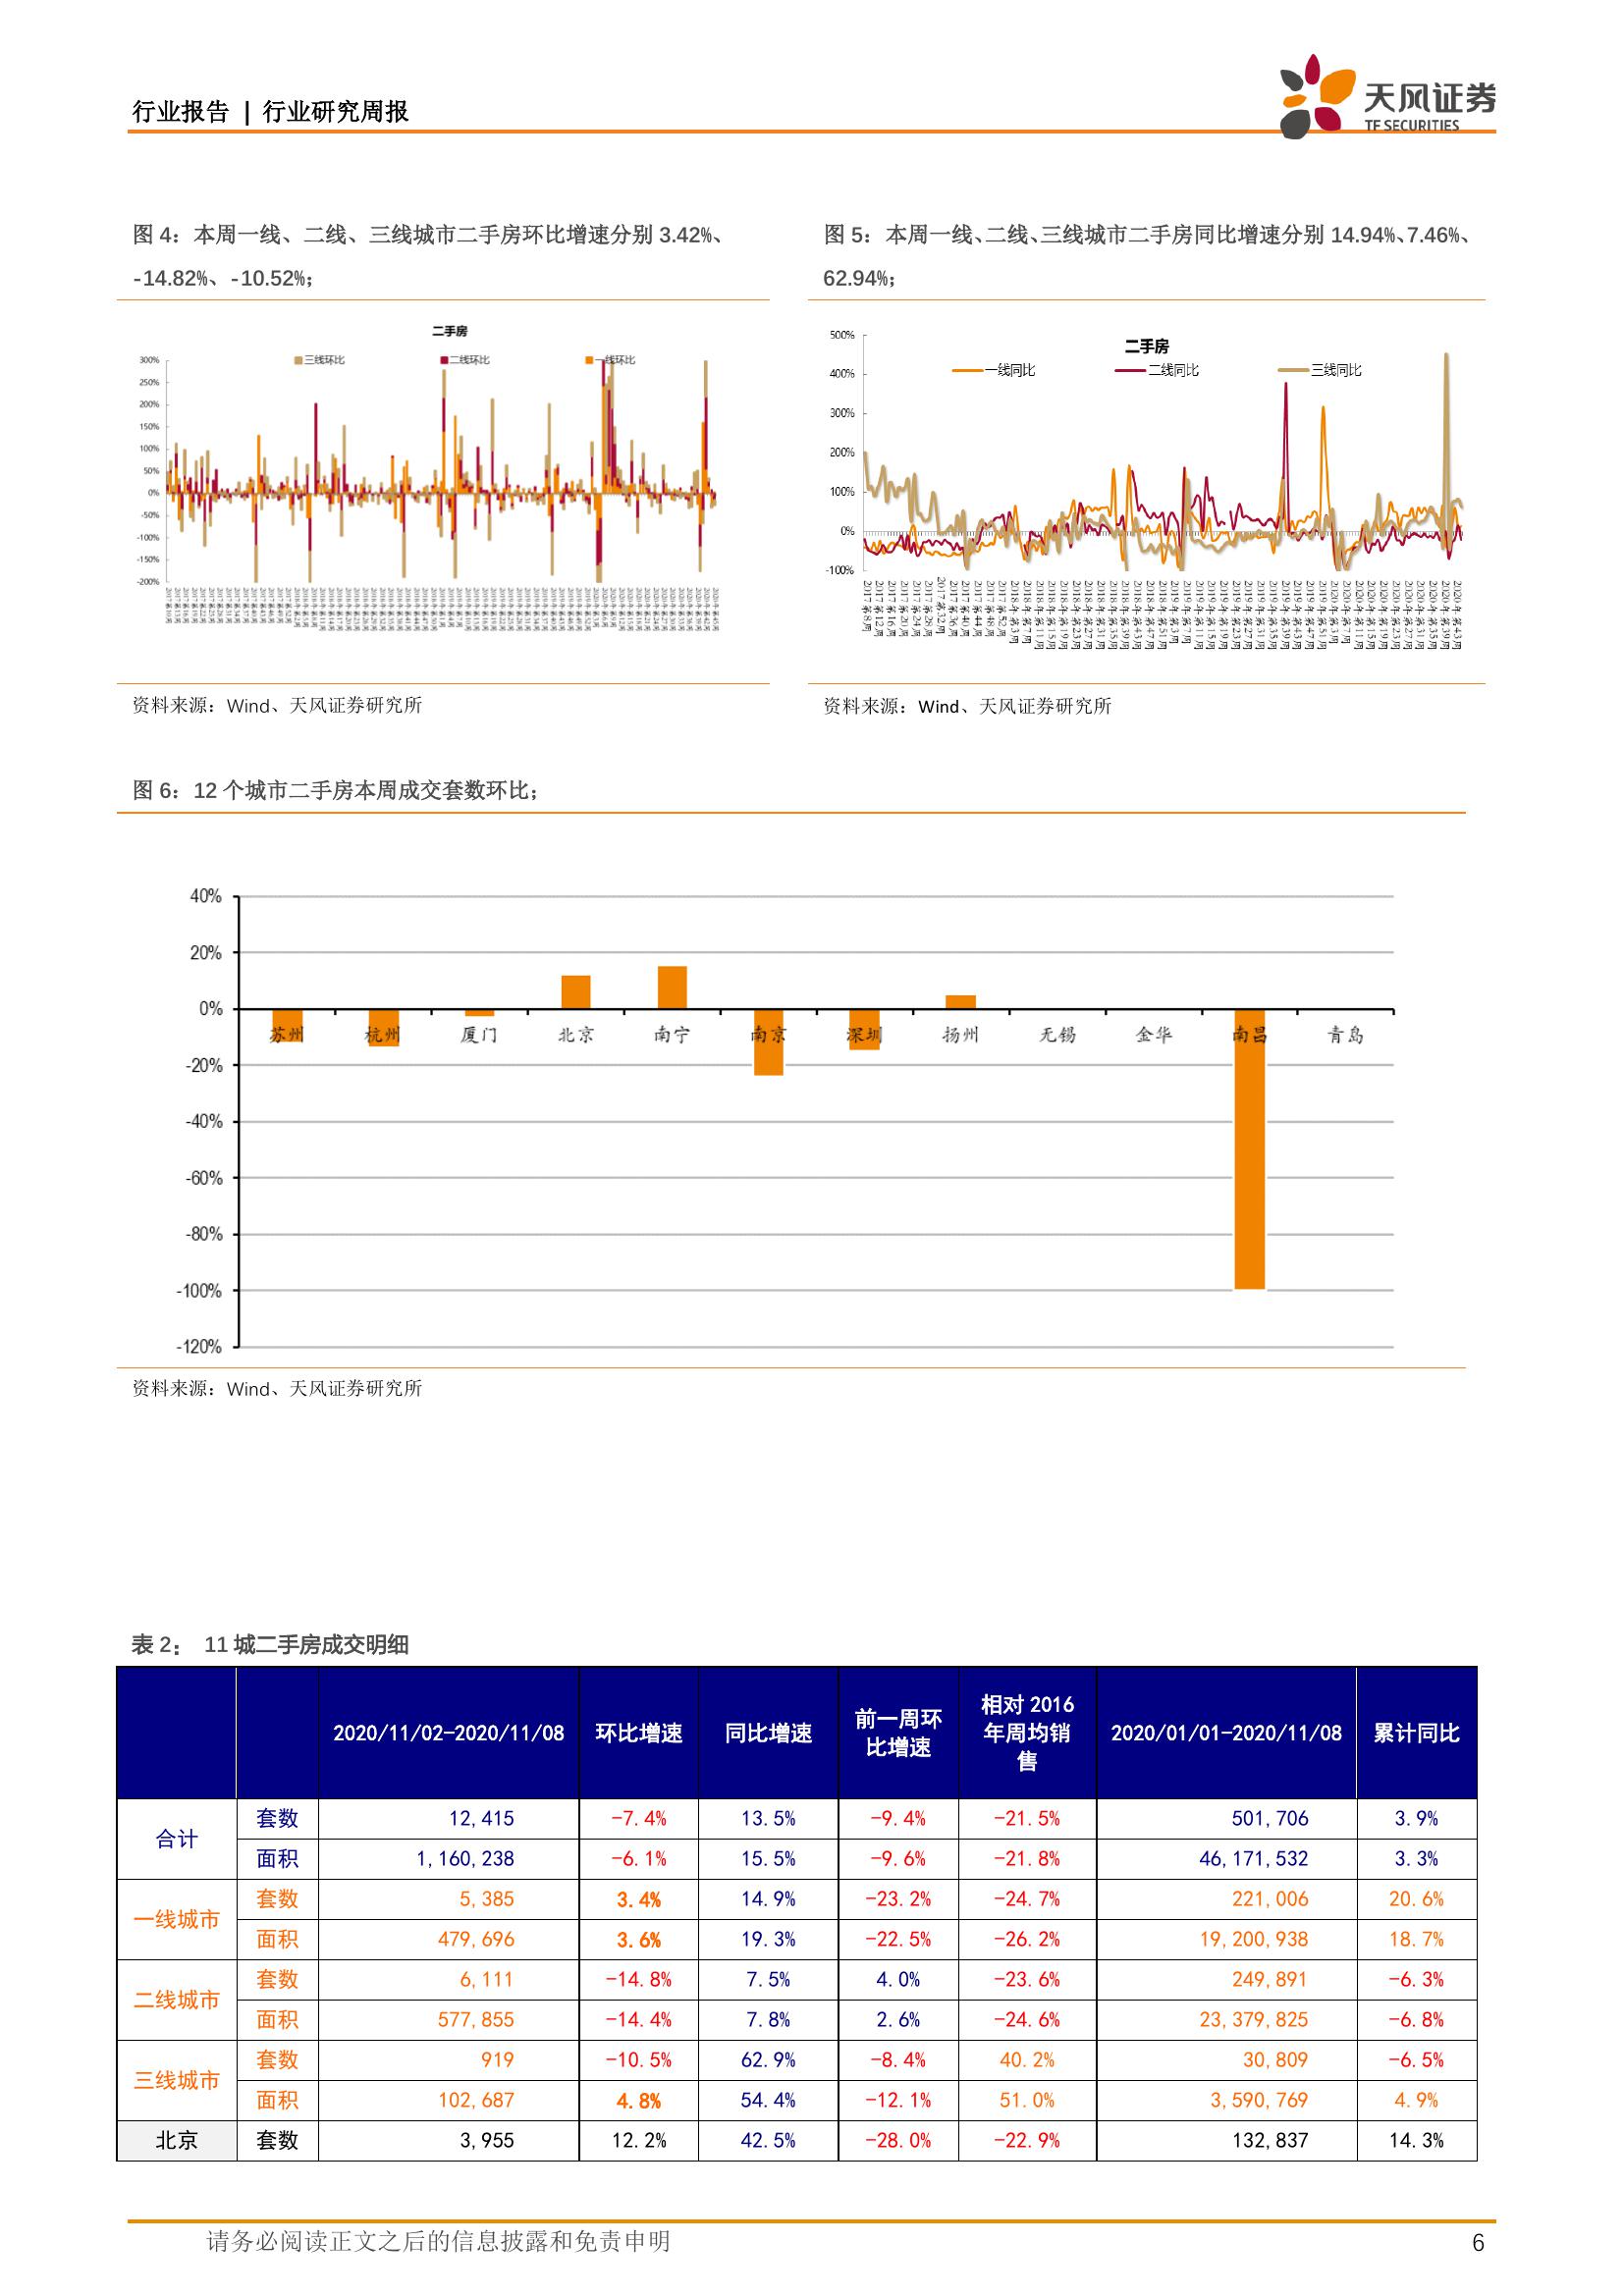 行业报告 | 行业研究周报
天风证券
TF SECURITIES
图 4：本周一线、二线、三线城市二手房环比增速分别 3.42%、
-14.82%、-10.52%；
二手房
三线环比 二线环比 一线环比
300%
250%
200%
150%
100%
50%
0%
-50%
-100%
-150%
-200%
资料来源：Wind、天风证券研究所
图 5：本周一线、二线、三线城市二手房同比增速分别 14.94%、7.46%、
62.94%；
二手房
一线同比 二线同比 三线同比
500%
400%
300%
200%
100%
0%
-100%
资料来源：Wind、天风证券研究所
图 6：12 个城市二手房本周成交套数环比；
40%
20%
0%
-20%
-40%
-60%
-80%
-100%
-120%
苏州 杭州 厦门 北京 南宁 南京 深圳 扬州 无锡 金华 南昌 青岛
资料来源：Wind、天风证券研究所
表 2： 11 城二手房成交明细
2020/11/02-2020/11/08 环比增速 同比增速 前一周环比增速 相对 2016 年周均销售 2020/01/01-2020/11/08 累计同比
合计 套数 12,415 -7.4% 13.5% -9.4% -21.5% 501,706 3.9%
面积 1,160,238 -6.1% 15.5% -9.6% -21.8% 46,171,532 3.3%
一线城市 套数 5,385 3.4% 14.9% -23.2% -24.7% 221,006 20.6%
面积 479,696 3.6% 19.3% -22.5% -26.2% 19,200,938 18.7%
二线城市 套数 6,111 -14.8% 7.5% 4.0% -23.6% 249,891 -6.3%
面积 577,855 -14.4% 7.8% 2.6% -24.6% 23,379,825 -6.8%
三线城市 套数 919 -10.5% 62.9% -8.4% 40.2% 30,809 -6.5%
面积 102,687 4.8% 54.4% -12.1% 51.0% 3,590,769 4.9%
北京 套数 3,955 12.2% 42.5% -28.0% -22.9% 132,837 14.3%
请务必阅读正文之后的信息披露和免责申明
6